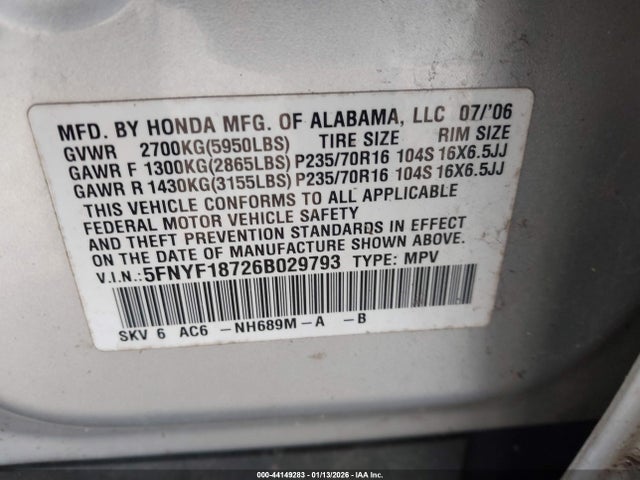 MFD. BY HONDA MFG. OF ALABAMA, LLC 07/'06
GVWR 2700KG(5950LBS) TIRE SIZE RIM SIZE
GAWR F 1300KG(2865LBS) P235/70R16 104S 16X6.5JJ
GAWR R 1430KG(3155LBS) P235/70R16 104S 16X6.5JJ
THIS VEHICLE CONFORMS TO ALL APPLICABLE
FEDERAL MOTOR VEHICLE SAFETY
AND THEFT PREVENTION STANDARDS IN EFFECT
ON THE DATE OF MANUFACTURE SHOWN ABOVE.
V.I.N.: 5FNYF18726B029793 TYPE: MPV
SKV 6 AC6 -NH689M-A -B
000-44149283 - 01/13/2026 - IAA Inc.